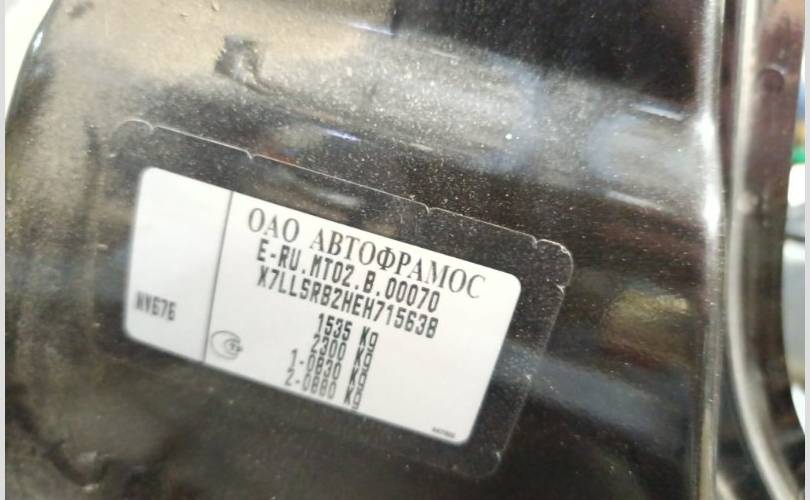 ОАО АВТОФРАМОС
E-RU.MT02.B.00070
X7LLSRB2HEH715638
1535 Kg
2300 Kg
1-0830 Kg
2-0880 Kg
NV676